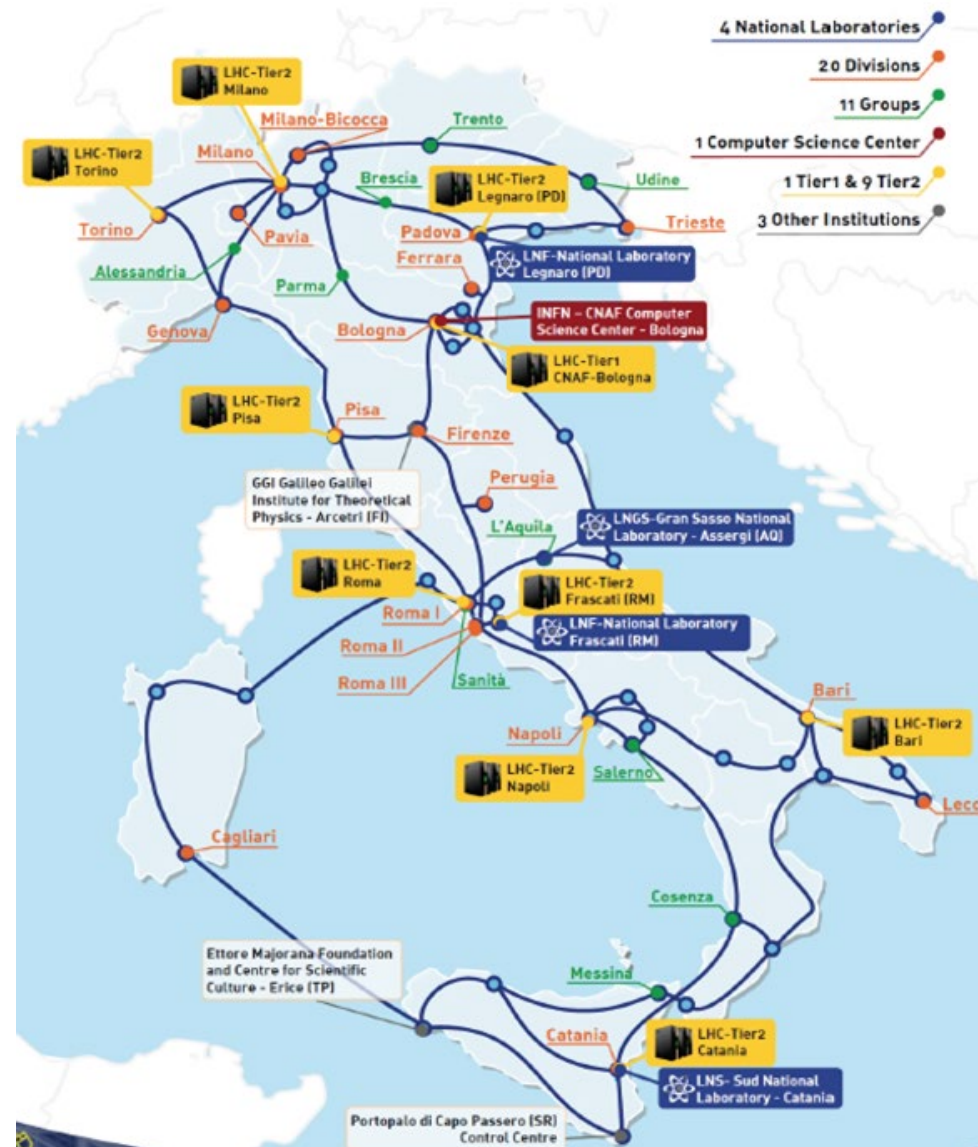 4 National Laboratories
20 Divisions
11 Groups
1 Computer Science Center
1 Tier1 & 9 Tier2
3 Other Institutions
LHC-Tier2
Milano
Milano-Bicocca
Trento
LHC-Tier2
Torino
Milano
Brescia
LHC-Tier2
Legnaro (PD)
Udine
Torino
Pavia
Padova
Trieste
Alessandria
Parma
Ferrara
LNF-National Laboratory
Legnaro (PD)
Genova
Bologna
INFN - CNAF Computer
Science Center - Bologna
LHC-Tier1
CNAF-Bologna
LHC-Tier2
Pisa
Pisa
Firenze
GGI Galileo Galilei
Institute for Theoretical
Physics - Arcetri (FI)
Perugia
L'Aquila
LNGS-Gran Sasso National
Laboratory - Assergi (AQ)
LHC-Tier2
Roma
LHC-Tier2
Frascati (RM)
Roma I
LNF-National Laboratory
Frascati (RM)
Roma II
Roma III
Sanità
Bari
Napoli
LHC-Tier2
Bari
LHC-Tier2
Napoli
Salerno
Lecc
Cagliari
Cosenza
Ettore Majorana Foundation
and Centre for Scientific
Culture - Erice (TP)
Messina
Catania
LHC-Tier2
Catania
LNS- Sud National
Laboratory - Catania
Portopalo di Capo Passero (SR)
Control Centre